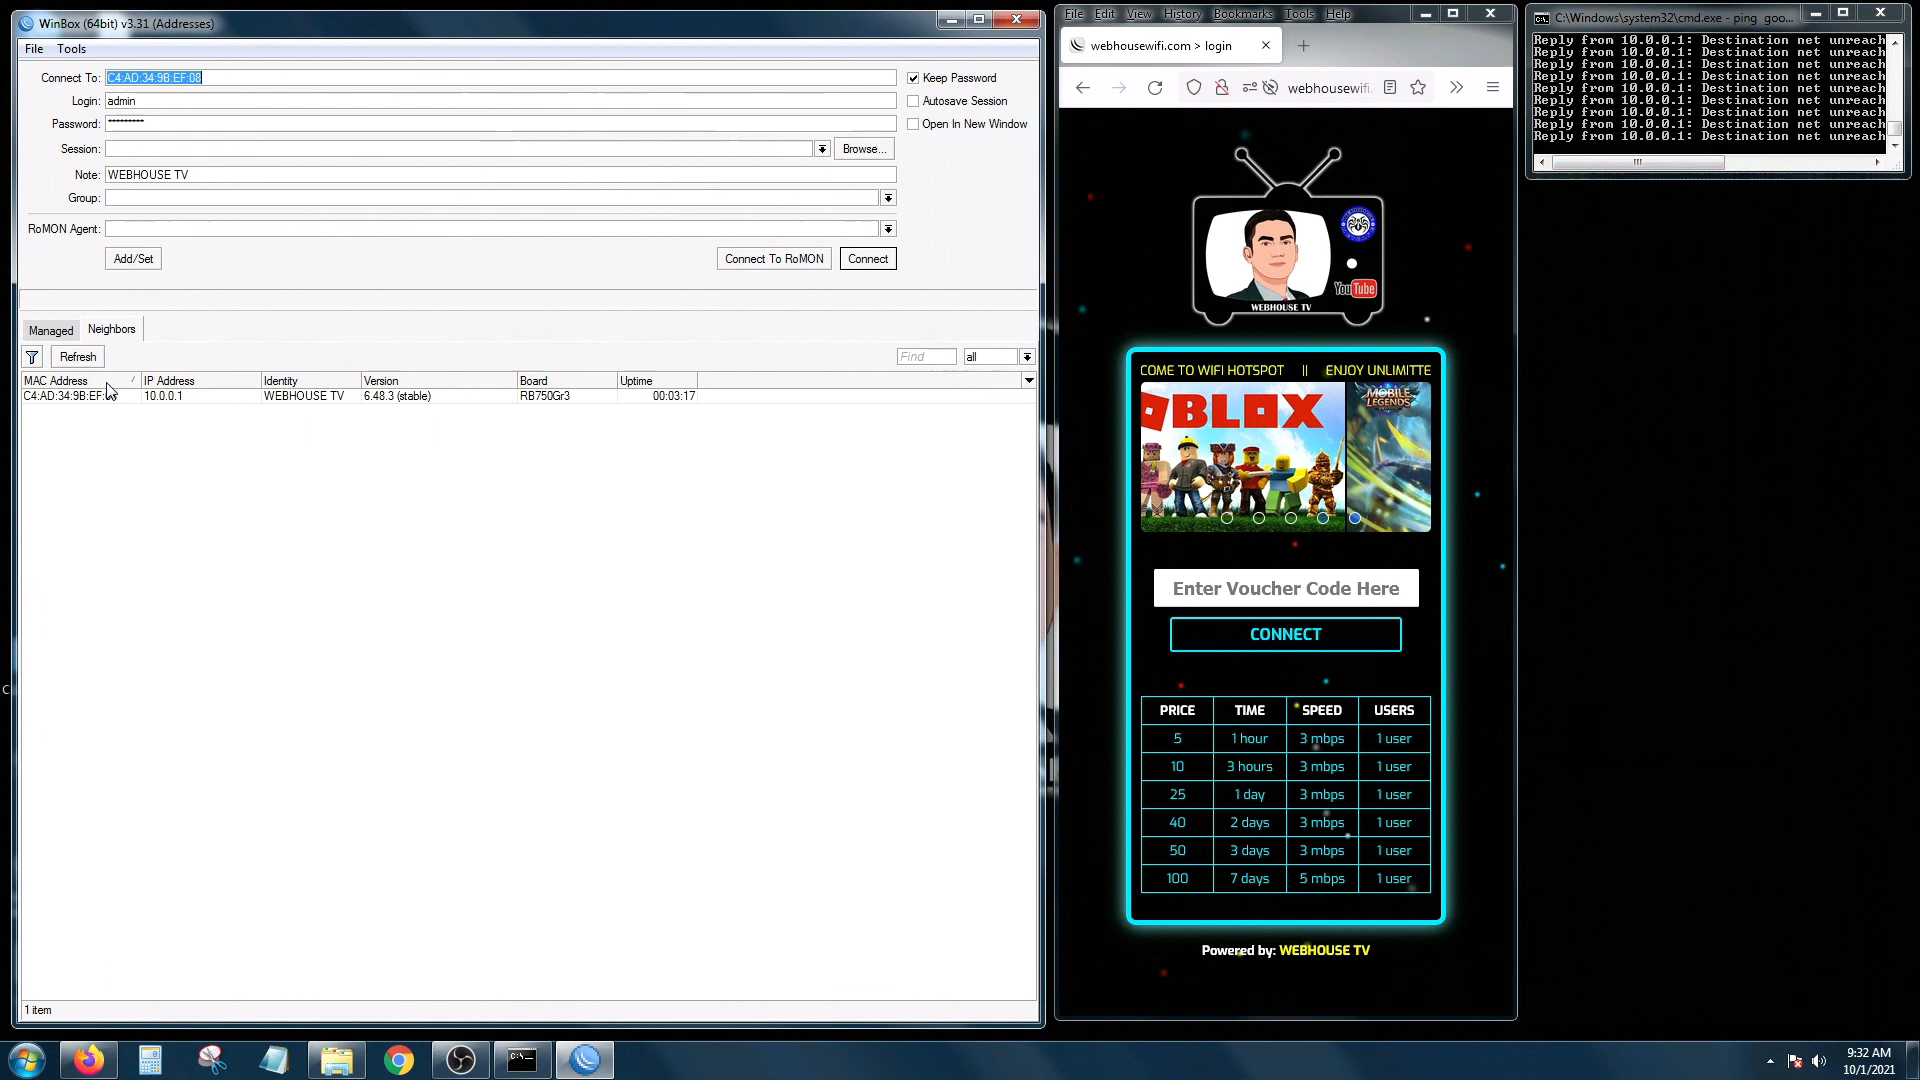 WinBox (64bit) v3.31 (Addresses)
File Tools
Connect To: C4:AD:34:9B:EF:08
Keep Password
Login: admin
Autosave Session
Password: *********
Open In New Window
Session:
Browse...
Note: WEBHOUSE TV
Group:
RoMON Agent:
Add/Set
Connect To RoMON
Connect
Managed Neighbors
Refresh
Find
all
MAC Address IP Address Identity Version Board Uptime
C4:AD:34:9B:EF: 10.0.0.1 WEBHOUSE TV 6.48.3 (stable) RB750Gr3 00:03:17
1 item
File Edit View History Bookmarks Tools Help
webhousewifi.com > login
webhousewifi.
YouTube
WEBHOUSE TV
COME TO WIFI HOTSPOT || ENJOY UNLIMITTE
BLOX
MOBILE
LEGENDS
Enter Voucher Code Here
CONNECT
PRICE TIME SPEED USERS
5 1 hour 3 mbps 1 user
10 3 hours 3 mbps 1 user
25 1 day 3 mbps 1 user
40 2 days 3 mbps 1 user
50 3 days 3 mbps 1 user
100 7 days 5 mbps 1 user
Powered by: WEBHOUSE TV
C:\Windows\system32\cmd.exe - ping goo...
Reply from 10.0.0.1: Destination net unreach
Reply from 10.0.0.1: Destination net unreach
Reply from 10.0.0.1: Destination net unreach
Reply from 10.0.0.1: Destination net unreach
Reply from 10.0.0.1: Destination net unreach
Reply from 10.0.0.1: Destination net unreach
Reply from 10.0.0.1: Destination net unreach
Reply from 10.0.0.1: Destination net unreach
Reply from 10.0.0.1: Destination net unreach
C
C:\
9:32 AM
10/1/2021